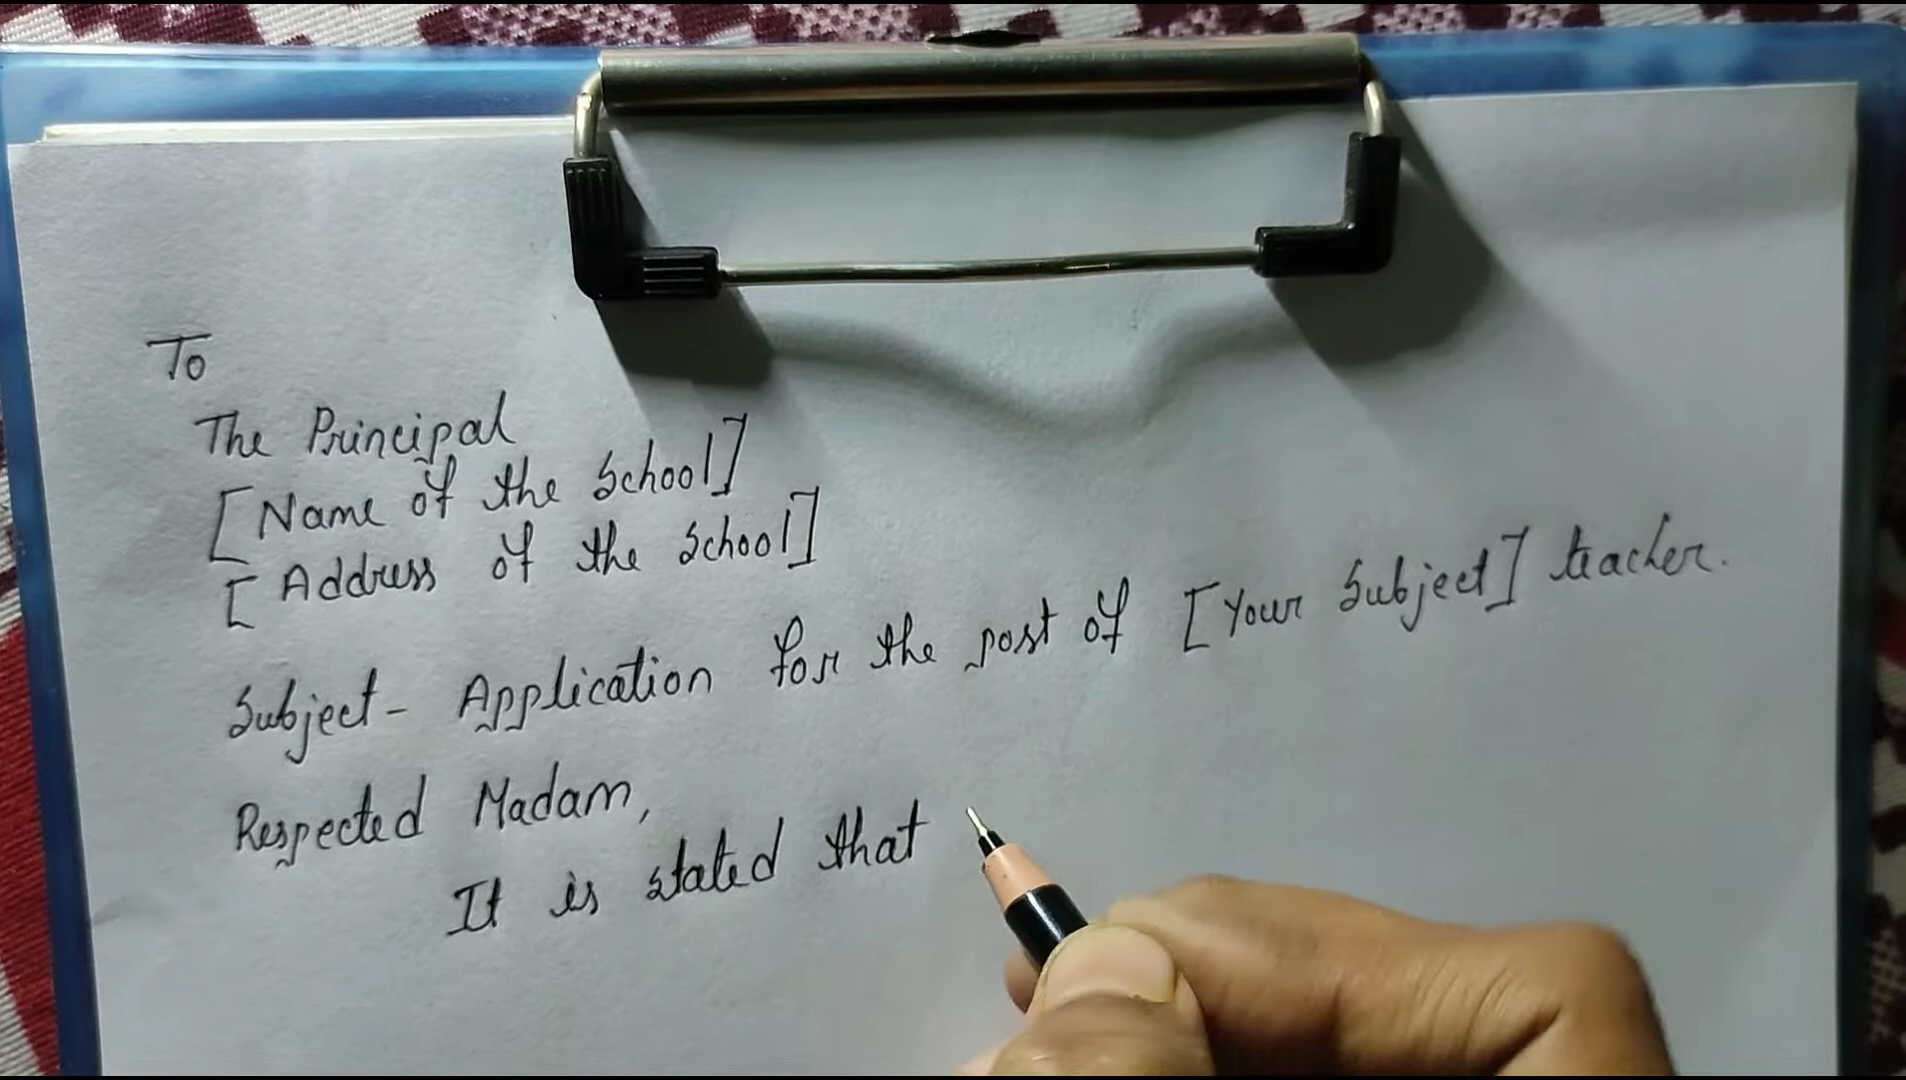 To
The Principal
[Name of the School]
[Address of the School]
Subject- Application for the post of [Your Subject] teacher.
Respected Madam,
It is stated that